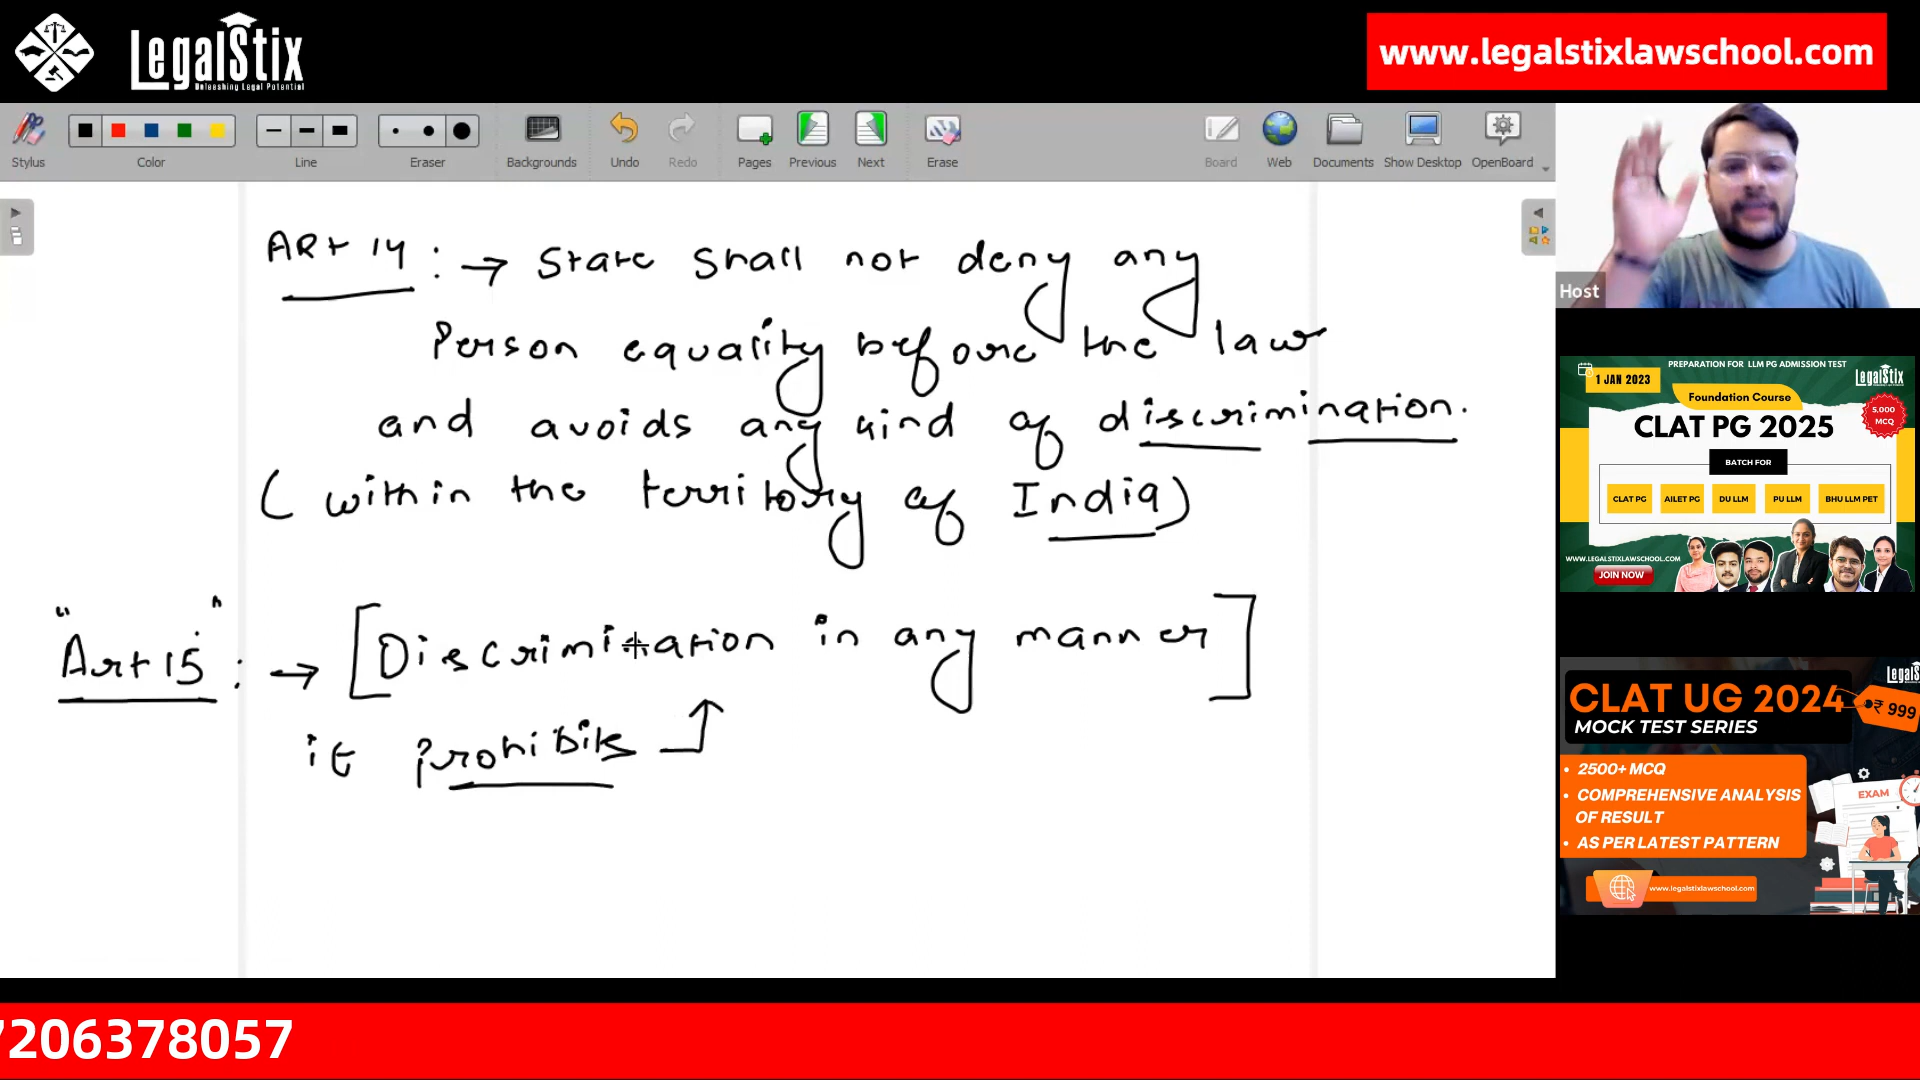 LegalStix
Unleashing Legal Potential
www.legalstixlawschool.com
Stylus
Color
Line
Eraser
Backgrounds
Undo
Redo
Pages
Previous
Next
Erase
Board
Web
Documents
Show Desktop
OpenBoard
Art 14 : → State shall not deny any
Person equality before the law
and avoids any kind of discrimination.
(within the territory of India)
"Art 15" : → [Discrimination in any manner]
it prohibits
Host
1 JAN 2023
PREPARATION FOR LLM PG ADMISSION TEST
LegalStix
Foundation Course
5,000
MCQ
CLAT PG 2025
BATCH FOR
CLAT PG
AILET PG
DU LLM
PU LLM
BHU LLM PET
WWW.LEGALSTIXLAWSCHOOL.COM
JOIN NOW
CLAT UG 2024
₹ 999
MOCK TEST SERIES
• 2500+ MCQ
• COMPREHENSIVE ANALYSIS
OF RESULT
• AS PER LATEST PATTERN
EXAM
www.legalstixlawschool.com
7206378057